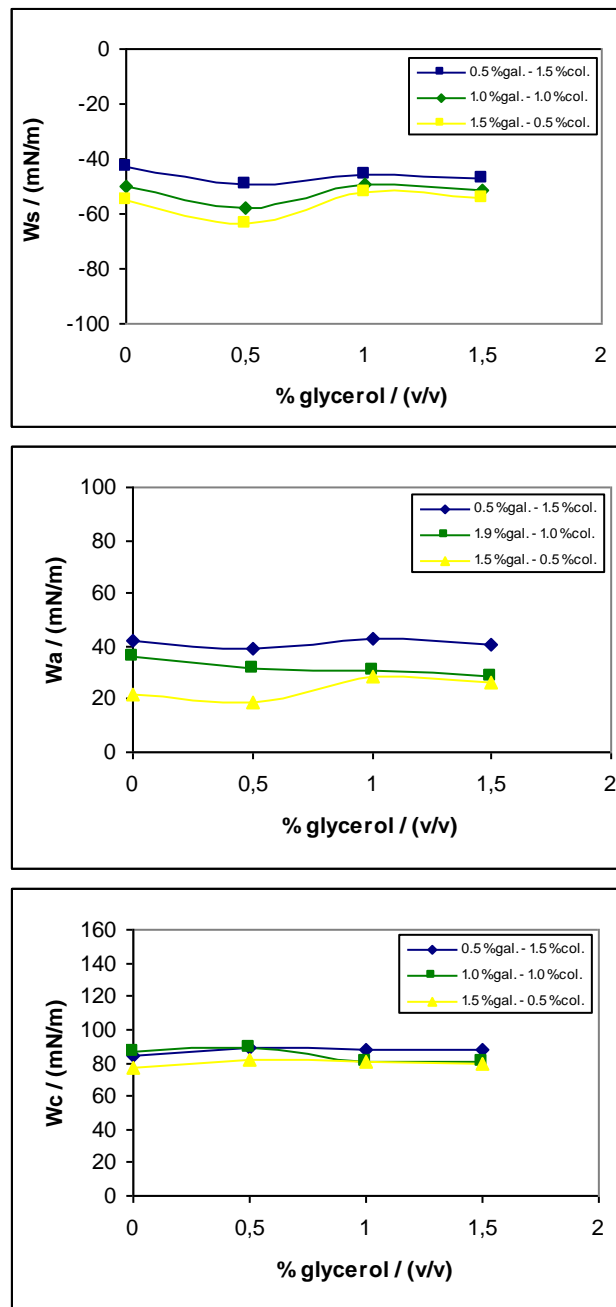 0
-20
-40
-60
-80
-100
Ws / (mN/m)
0.5 %gal. - 1.5 %col.
1.0 %gal. - 1.0 %col.
1.5 %gal. - 0.5 %col.
0 0,5 1 1,5 2
% glycerol / (v/v)
100
80
60
40
20
0
Wa / (mN/m)
0.5 %gal. - 1.5 %col.
1.9 %gal. - 1.0 %col.
1.5 %gal. - 0.5 %col.
0 0,5 1 1,5 2
% glycerol / (v/v)
160
140
120
100
80
60
40
20
0
Wc / (mN/m)
0.5 %gal. - 1.5 %col.
1.0 %gal. - 1.0 %col.
1.5 %gal. - 0.5 %col.
0 0,5 1 1,5 2
% glycerol / (v/v)